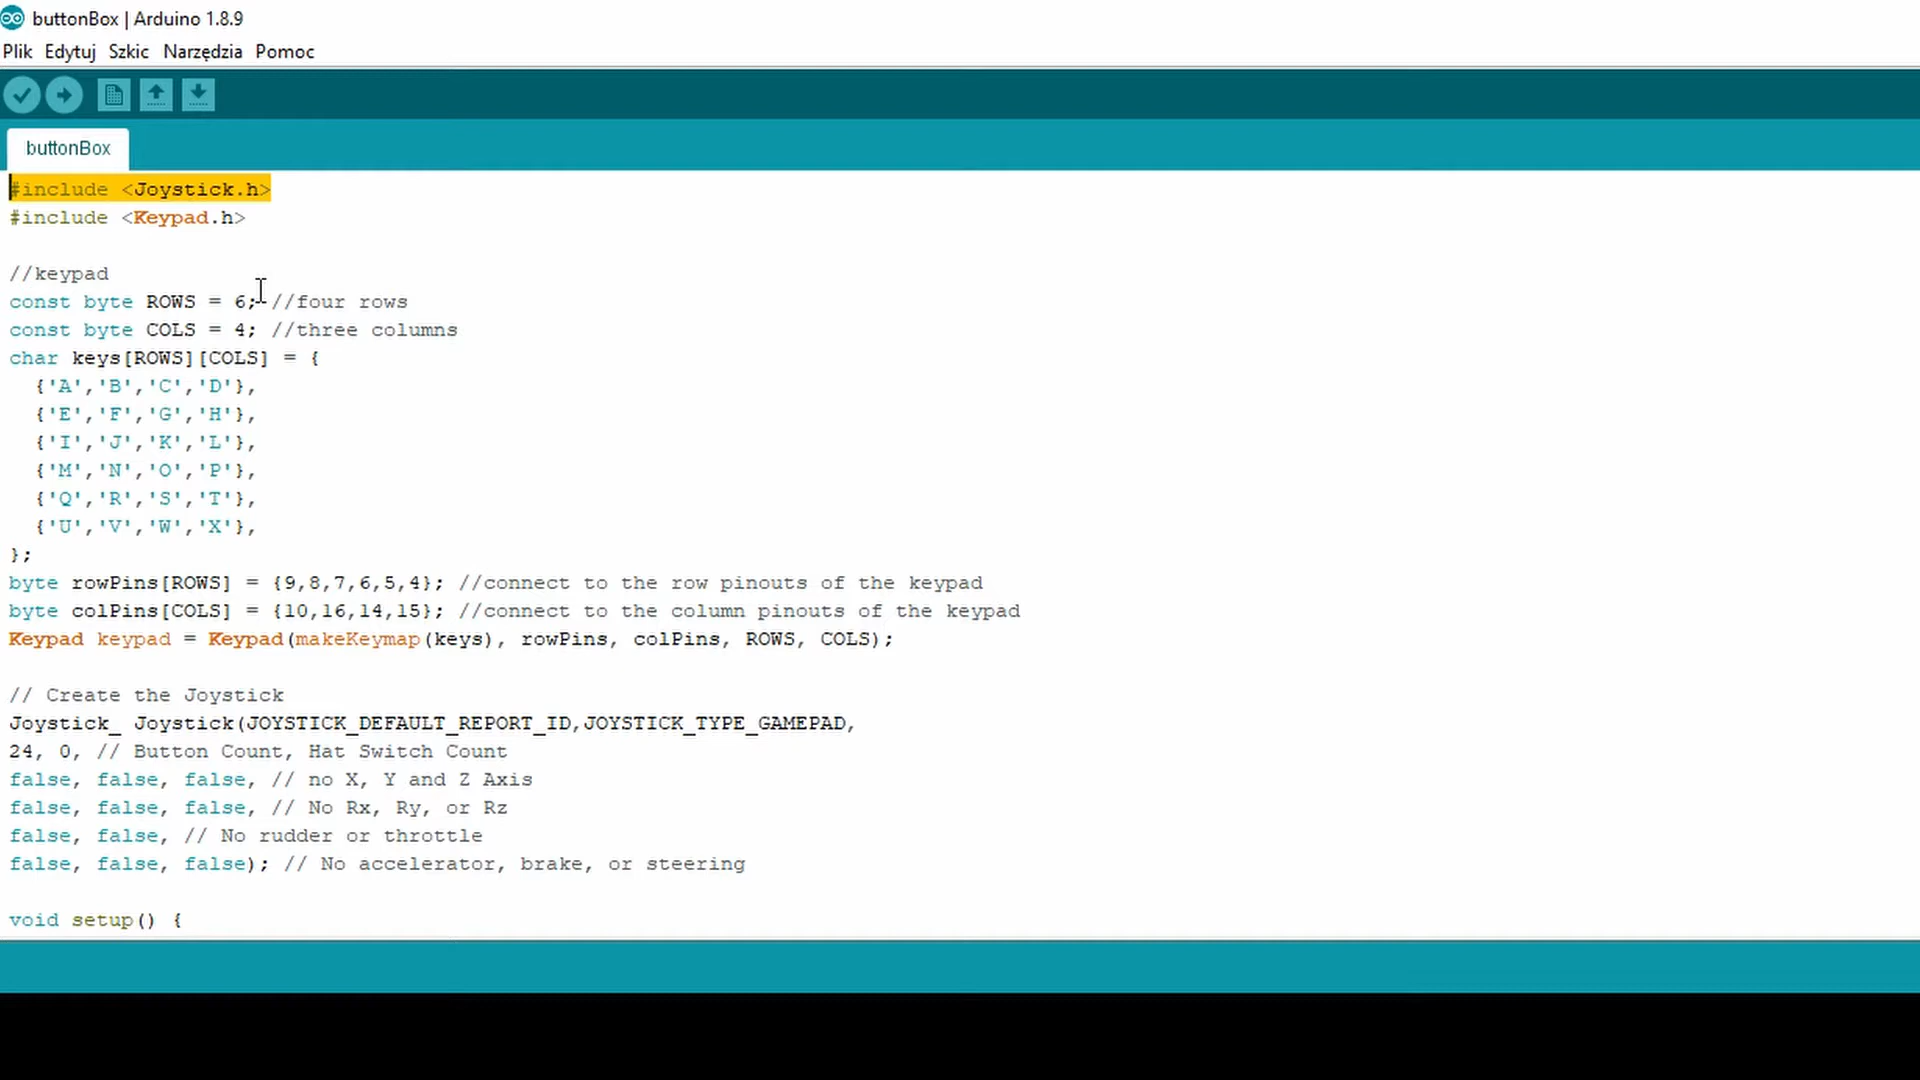 buttonBox | Arduino 1.8.9
Plik Edytuj Szkic Narzędzia Pomoc
buttonBox
#include <Joystick.h>
#include <Keypad.h>
//keypad
const byte ROWS = 6; //four rows
const byte COLS = 4; //three columns
char keys[ROWS][COLS] = {
{'A','B','C','D'},
{'E','F','G','H'},
{'I','J','K','L'},
{'M','N','O','P'},
{'Q','R','S','T'},
{'U','V','W','X'},
};
byte rowPins[ROWS] = {9,8,7,6,5,4}; //connect to the row pinouts of the keypad
byte colPins[COLS] = {10,16,14,15}; //connect to the column pinouts of the keypad
Keypad keypad = Keypad(makeKeymap(keys), rowPins, colPins, ROWS, COLS);
// Create the Joystick
Joystick_ Joystick(JOYSTICK_DEFAULT_REPORT_ID,JOYSTICK_TYPE_GAMEPAD,
24, 0, // Button Count, Hat Switch Count
false, false, false, // no X, Y and Z Axis
false, false, false, // No Rx, Ry, or Rz
false, false, // No rudder or throttle
false, false, false); // No accelerator, brake, or steering
void setup() {